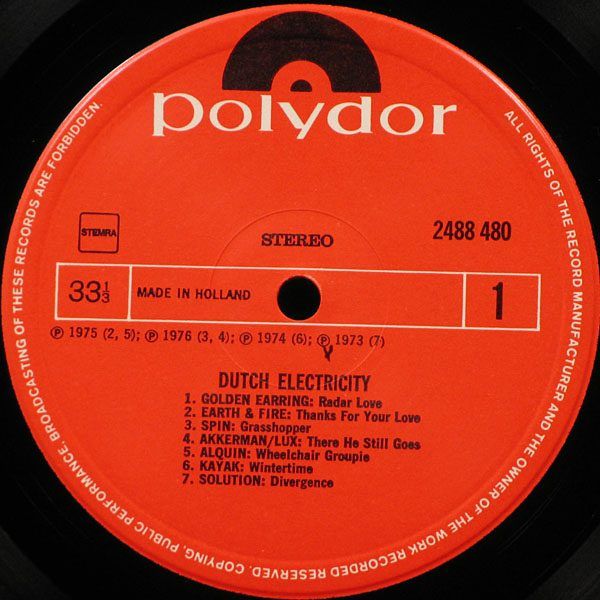 polydor
STEMRA
STEREO
2488 480
33⅓
MADE IN HOLLAND
1
℗ 1975 (2, 5); ℗ 1976 (3, 4); ℗ 1974 (6); ℗ 1973 (7)
DUTCH ELECTRICITY
1. GOLDEN EARRING: Radar Love
2. EARTH & FIRE: Thanks For Your Love
3. SPIN: Grasshopper
4. AKKERMAN/LUX: There He Still Goes
5. ALQUIN: Wheelchair Groupie
6. KAYAK: Wintertime
7. SOLUTION: Divergence
ALL RIGHTS OF THE RECORD MANUFACTURER AND THE OWNER OF THE WORK RECORDED RESERVED. COPYING, PUBLIC PERFORMANCE, BROADCASTING OF THESE RECORDS ARE FORBIDDEN.